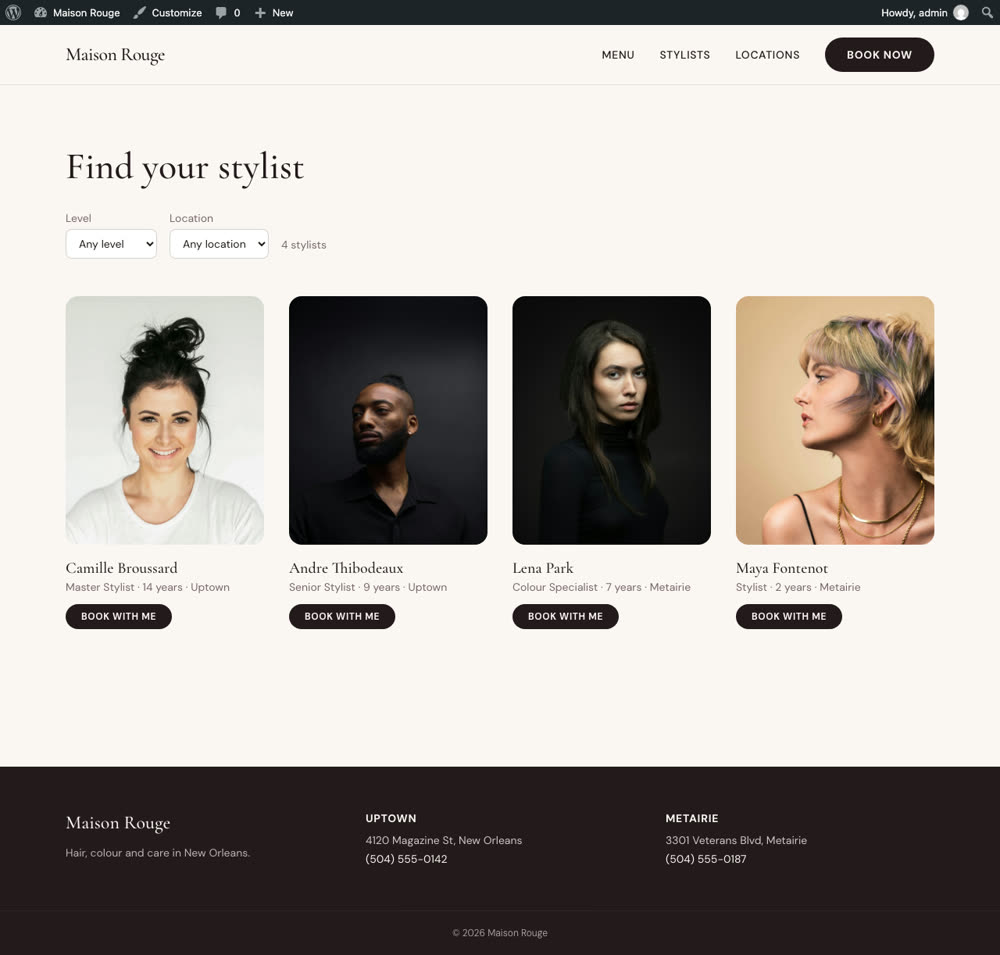 Maison Rouge Customize 0 New Howdy, admin
Maison Rouge MENU STYLISTS LOCATIONS BOOK NOW
Find your stylist
Level Location
Any level Any location 4 stylists
Camille Broussard
Master Stylist · 14 years · Uptown
BOOK WITH ME
Andre Thibodeaux
Senior Stylist · 9 years · Uptown
BOOK WITH ME
Lena Park
Colour Specialist · 7 years · Metairie
BOOK WITH ME
Maya Fontenot
Stylist · 2 years · Metairie
BOOK WITH ME
Maison Rouge
Hair, colour and care in New Orleans.
UPTOWN
4120 Magazine St, New Orleans
(504) 555-0142
METAIRIE
3301 Veterans Blvd, Metairie
(504) 555-0187
© 2026 Maison Rouge